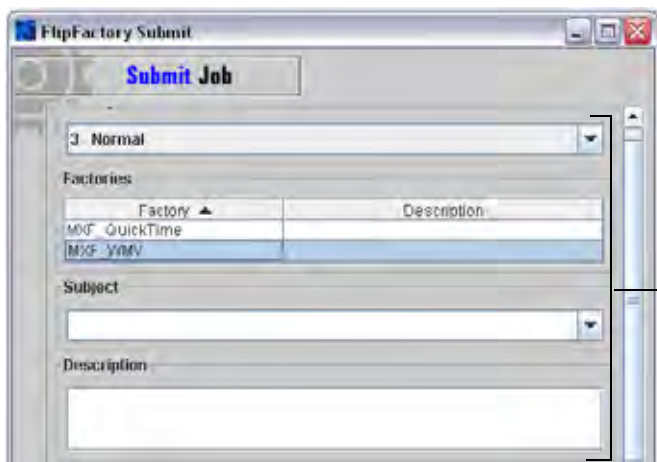 FlipFactory Submit
Submit Job
3 Normal
Factories
Factory Description
MXF_QuickTime
MXF_WMV
Subject
Description